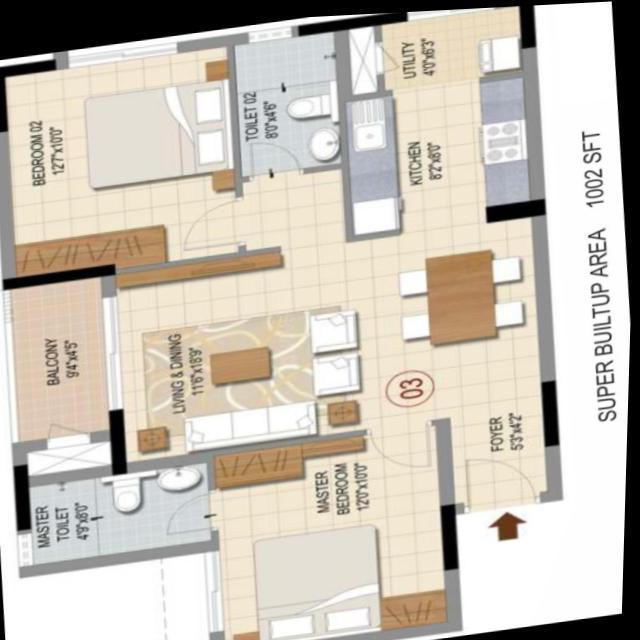 UTILITY
4'0"x6'3"
TOILET 02
8'0"x4'6"
BEDROOM 02
12'7"x10'0"
KITCHEN
8'2"x8'0"
BALCONY
9'4"x4'5"
LIVING & DINING
11'6"x18'9"
03
FOYER
5'3"x4'2"
MASTER
TOILET
4'9"x8'0"
MASTER
BEDROOM
12'0"x10'0"
SUPER BUILTUP AREA 1002 SFT